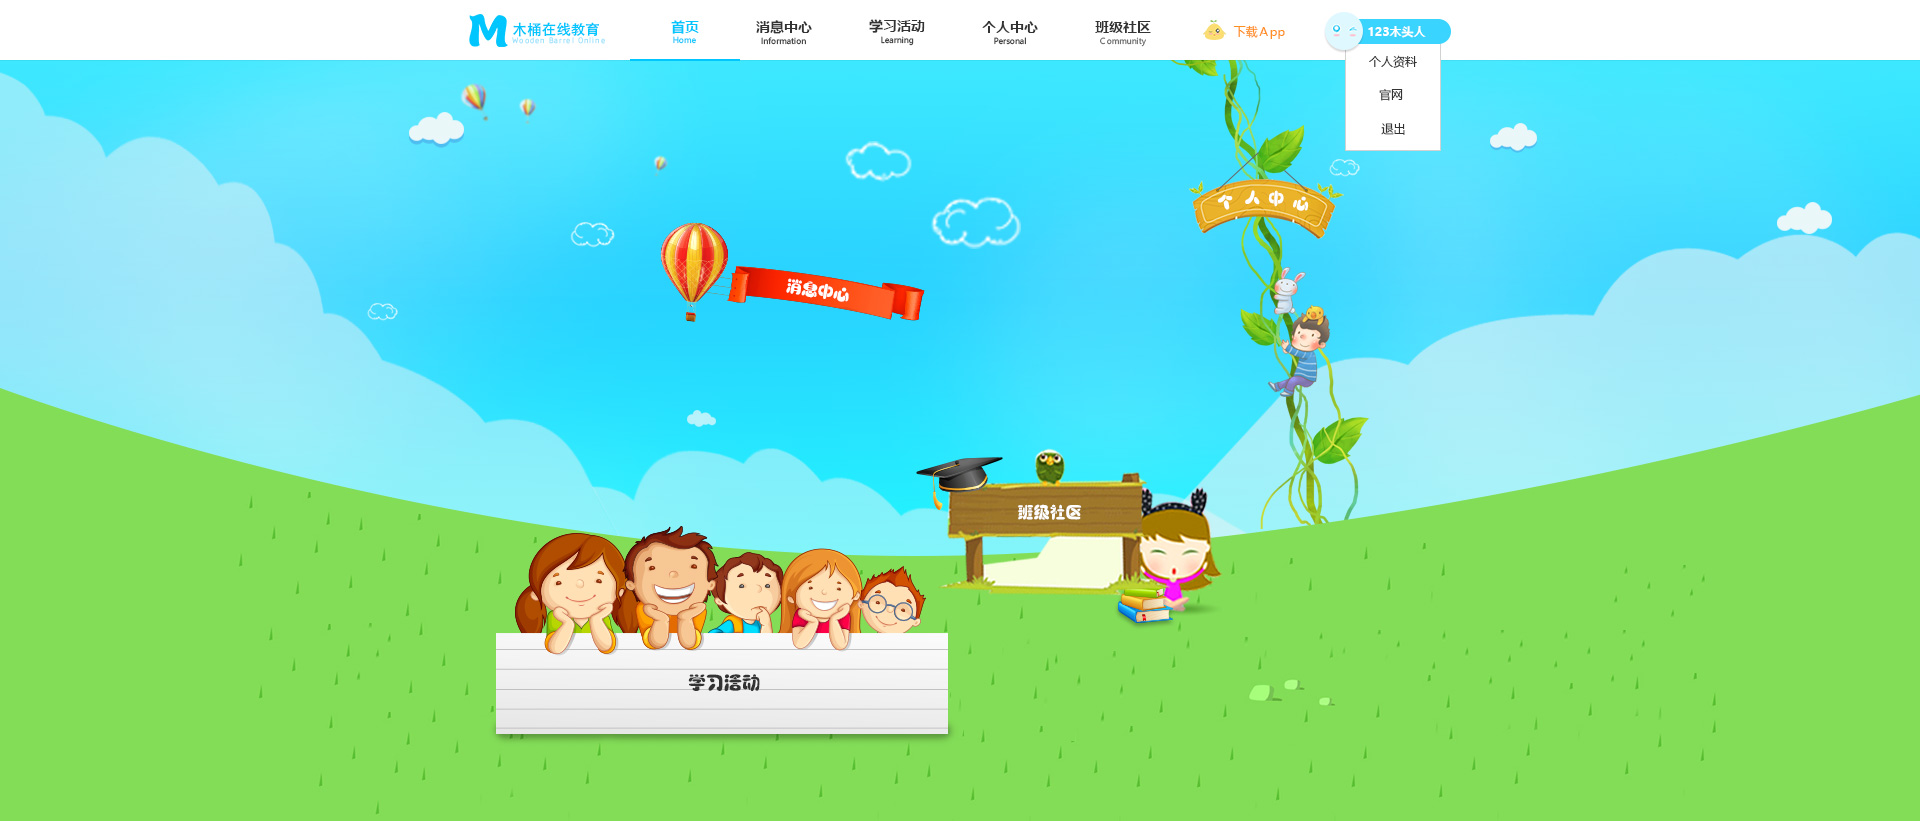 木桶在线教育
Wooden Barrel Online
首页
Home
消息中心
Information
学习活动
Learning
个人中心
Personal
班级社区
Community
下载App
123木头人
个人资料
官网
退出
个人中心
消息中心
班级社区
学习活动